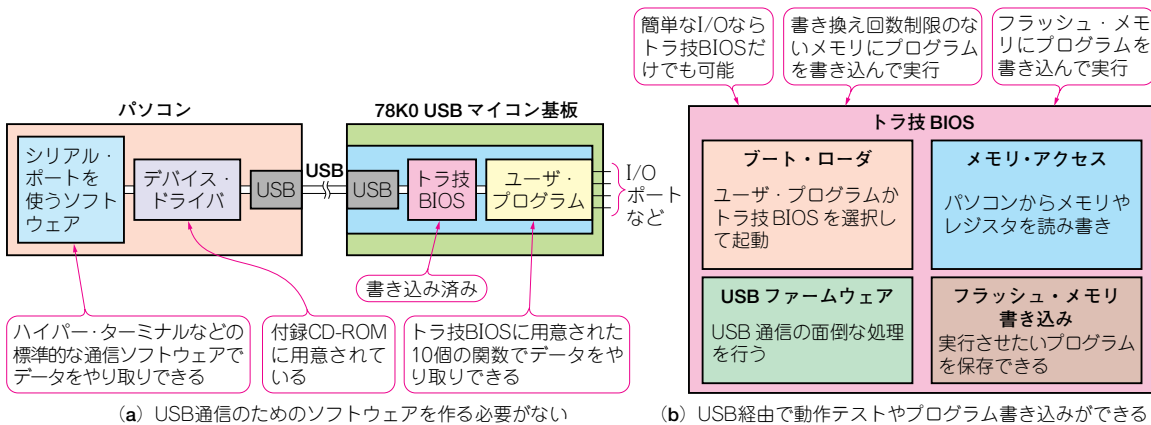 簡単なI/Oなら
トラ技BIOSだ
けでも可能
書き換え回数制限のな
いメモリにプログラム
を書き込んで実行
フラッシュ・メモ
リにプログラムを
書き込んで実行
パソコン
シリアル・
ポートを
使うソフト
ウェア
デバイス・
ドライバ
USB
USB
78K0 USB マイコン基板
USB
トラ技
BIOS
ユーザ・
プログラム
I/O
ポート
など
書き込み済み
ハイパー・ターミナルなどの
標準的な通信ソフトウェアで
データをやり取りできる
付録CD-ROM
に用意されて
いる
トラ技BIOSに用意された
10個の関数でデータをや
り取りできる
(a) USB通信のためのソフトウェアを作る必要がない
トラ技 BIOS
ブート・ローダ
ユーザ・プログラムか
トラ技 BIOS を選択し
て起動
メモリ・アクセス
パソコンからメモリや
レジスタを読み書き
USB ファームウェア
USB 通信の面倒な処理
を行う
フラッシュ・メモリ
書き込み
実行させたいプログラム
を保存できる
(b) USB経由で動作テストやプログラム書き込みができる